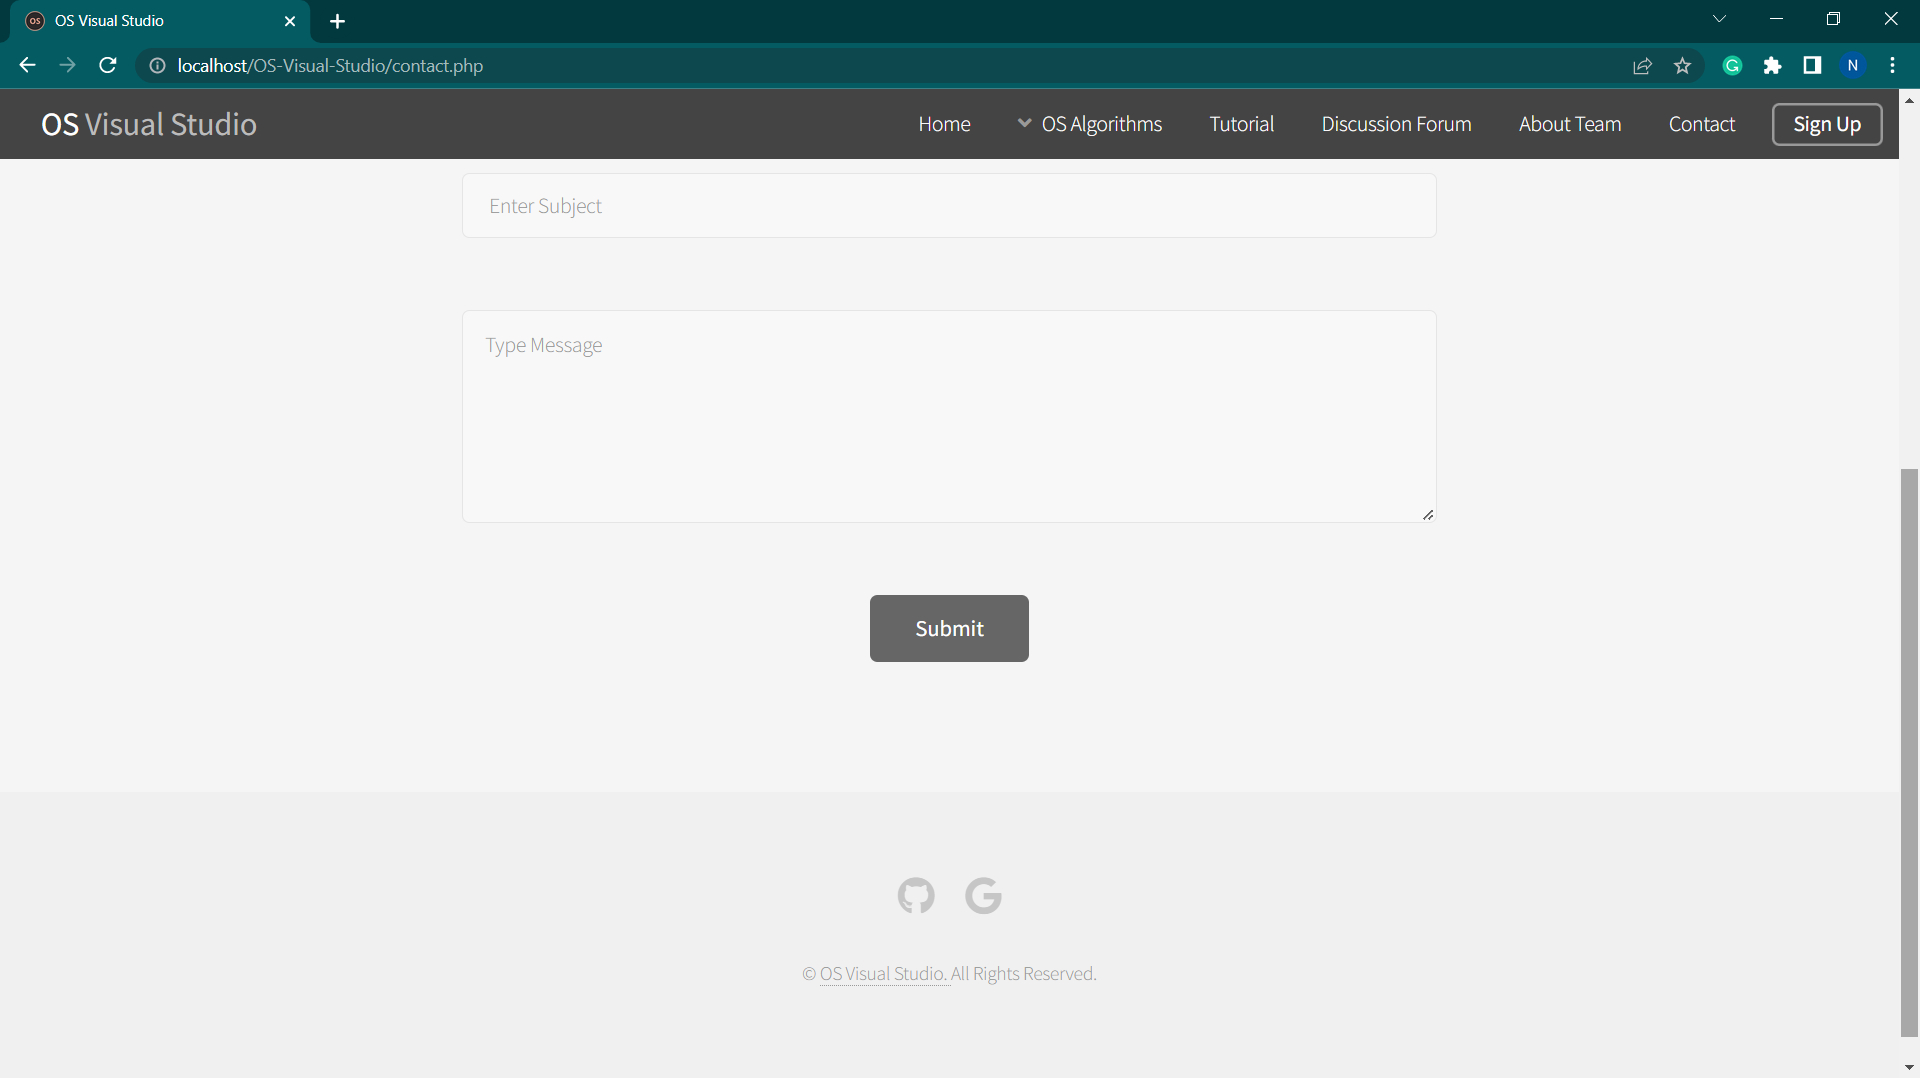 OS Visual Studio
localhost/OS-Visual-Studio/contact.php
N
OS Visual Studio
Home
OS Algorithms
Tutorial
Discussion Forum
About Team
Contact
Sign Up
Enter Subject
Type Message
Submit
© OS Visual Studio. All Rights Reserved.